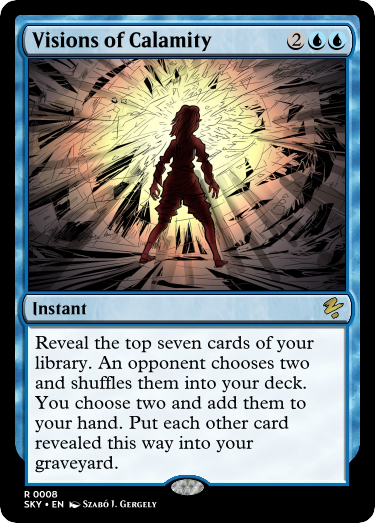 Visions of Calamity 2
Instant
Reveal the top seven cards of your
library. An opponent chooses two
and shuffles them into your deck.
You choose two and add them to
your hand. Put each other card
revealed this way into your
graveyard.
R 0008
SKY • EN Szabó J. Gergely